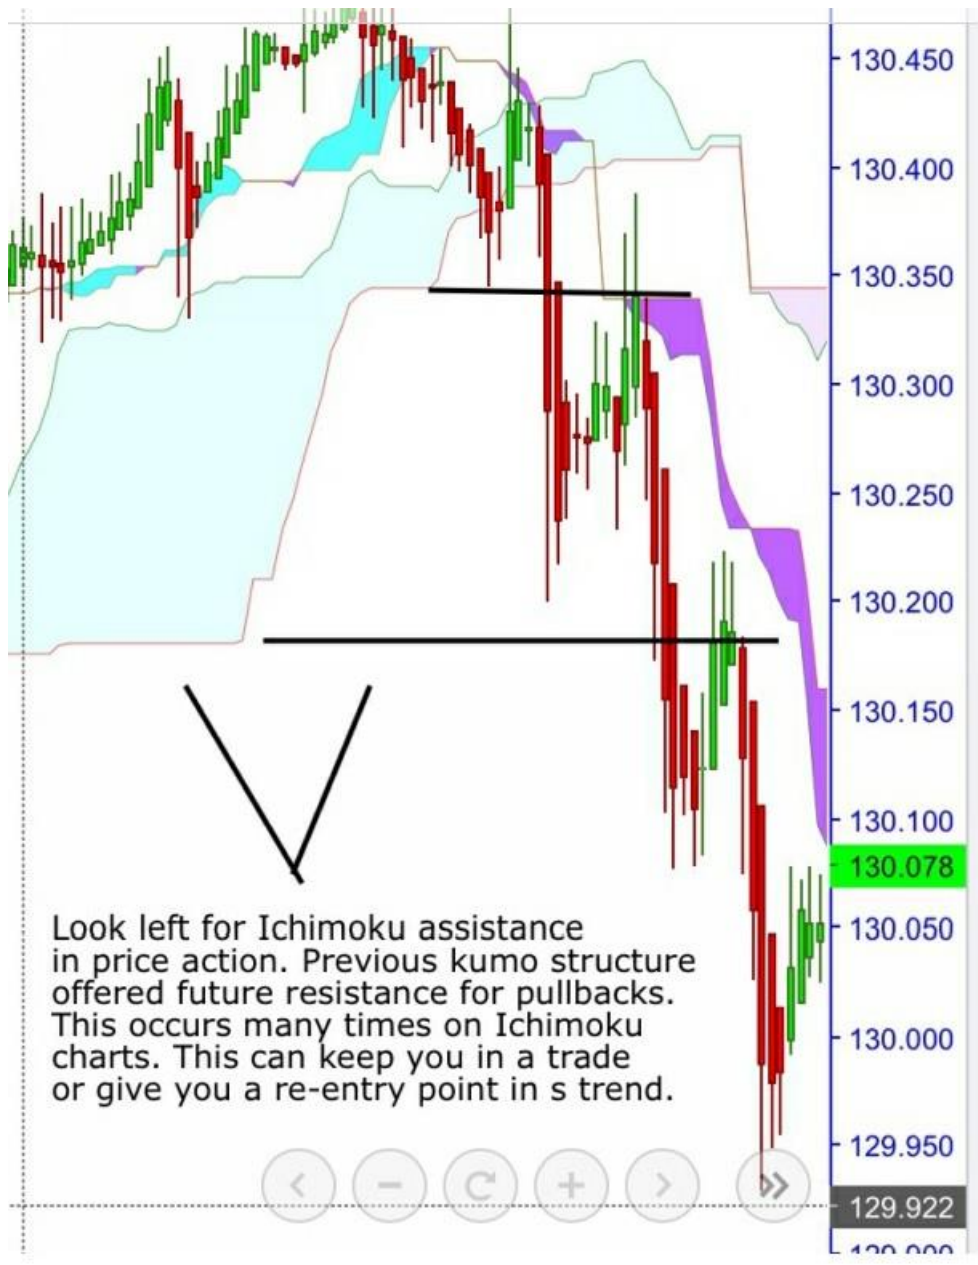 130.450
130.400
130.350
130.300
130.250
130.200
130.150
130.100
130.078
130.050
130.000
129.950
129.922
Look left for Ichimoku assistance
in price action. Previous kumo structure
offered future resistance for pullbacks.
This occurs many times on Ichimoku
charts. This can keep you in a trade
or give you a re-entry point in s trend.